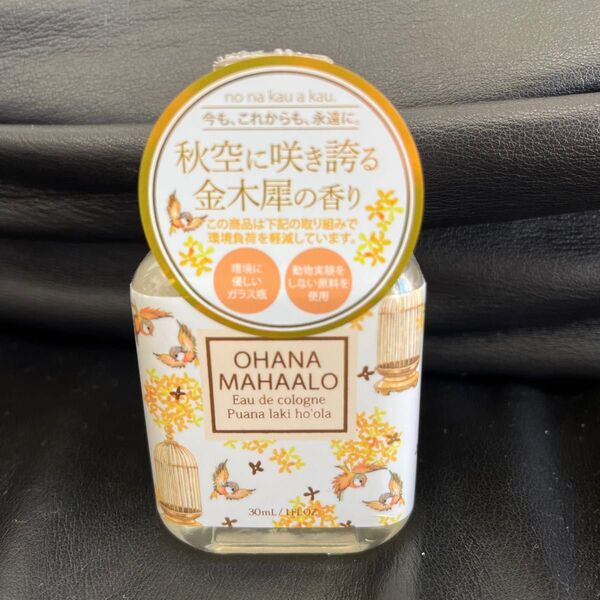 no na kau a kau.
今も、これからも、永遠に。
秋空に咲き誇る
金木犀の香り
この商品は下記の取り組みで
環境負荷を軽減しています。
環境に
優しい
ガラス瓶
動物実験を
しない原料を
使用
OHANA
MAHAALO
Eau de cologne
Puana laki ho'ola
30mL / 1FLOZ